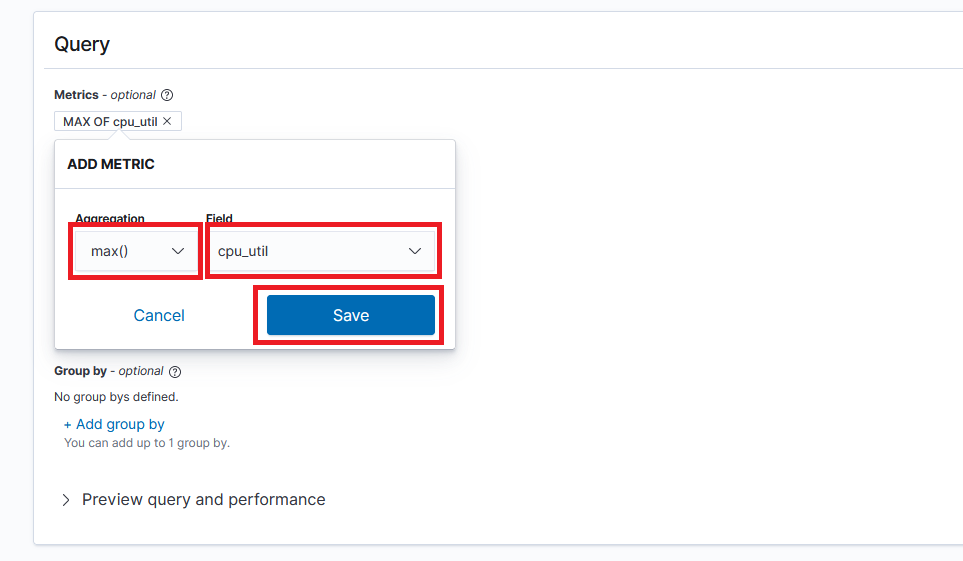 Query
Metrics - optional
MAX OF cpu_util
ADD METRIC
Aggregation Field
max() cpu_util
Cancel Save
Group by - optional
No group bys defined.
+ Add group by
You can add up to 1 group by.
Preview query and performance